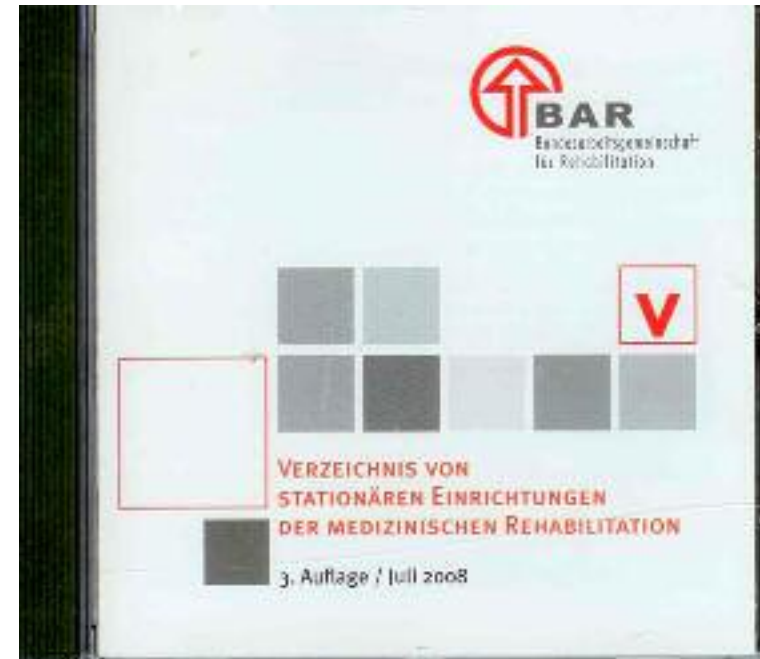 BAR
Bundesarbeitsgemeinschaft
für Rehabilitation
V
VERZEICHNIS VON
STATIONÄREN EINRICHTUNGEN
DER MEDIZINISCHEN REHABILITATION
3. Auflage / Juli 2008